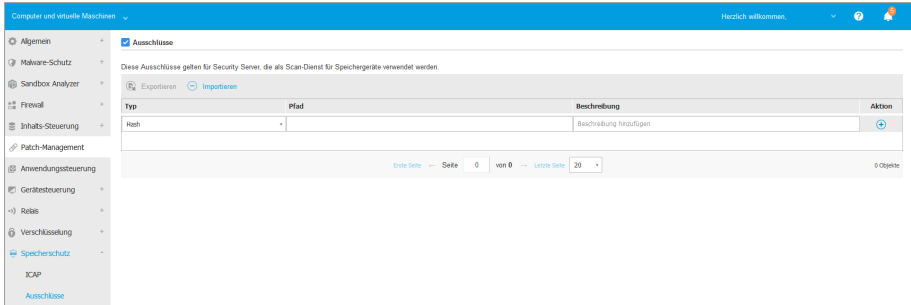 Computer und virtuelle Maschinen
Herzlich willkommen,
5
Algemein +
Malware-Schutz +
Sandbox Analyzer +
Firewall +
Inhalts-Steuerung +
Patch-Management
Anwendungssteuerung
Gerätesteuerung +
Relais +
Verschlüsselung +
Speicherschutz
ICAP
Ausschlüsse
Ausschlüsse
Diese Ausschlüsse gelten für Security Server, die als Scan-Dienst für Speichergeräte verwendet werden.
Exportieren Importieren
Typ Pfad Beschreibung Aktion
Hash Beschreibung hinzufügen
Erste Seite ← Seite 0 von 0 → Letzte Seite 20 0 Objekte